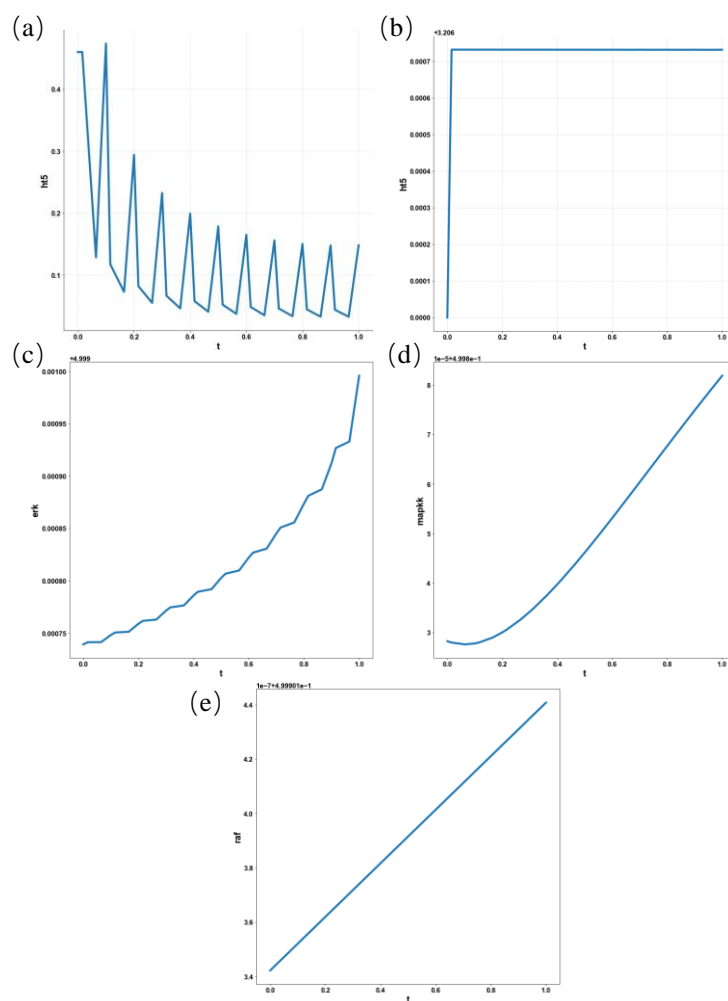 (a)
0.4
0.3
0.2
0.1
ht5
0.0 0.2 0.4 0.6 0.8 1.0
t
(b)
+3.206
0.0007
0.0006
0.0005
0.0004
0.0003
0.0002
0.0001
0.0000
ht5
0.0 0.2 0.4 0.6 0.8 1.0
t
(c)
+4.999
0.00100
0.00095
0.00090
0.00085
0.00080
0.00075
erk
0.0 0.2 0.4 0.6 0.8 1.0
t
(d)
1e-5+4.998e-1
8
7
6
5
4
3
mapkk
0.0 0.2 0.4 0.6 0.8 1.0
t
(e)
1e-7+4.99901e-1
4.4
4.2
4.0
3.8
3.6
3.4
raf
0.0 0.2 0.4 0.6 0.8 1.0
t